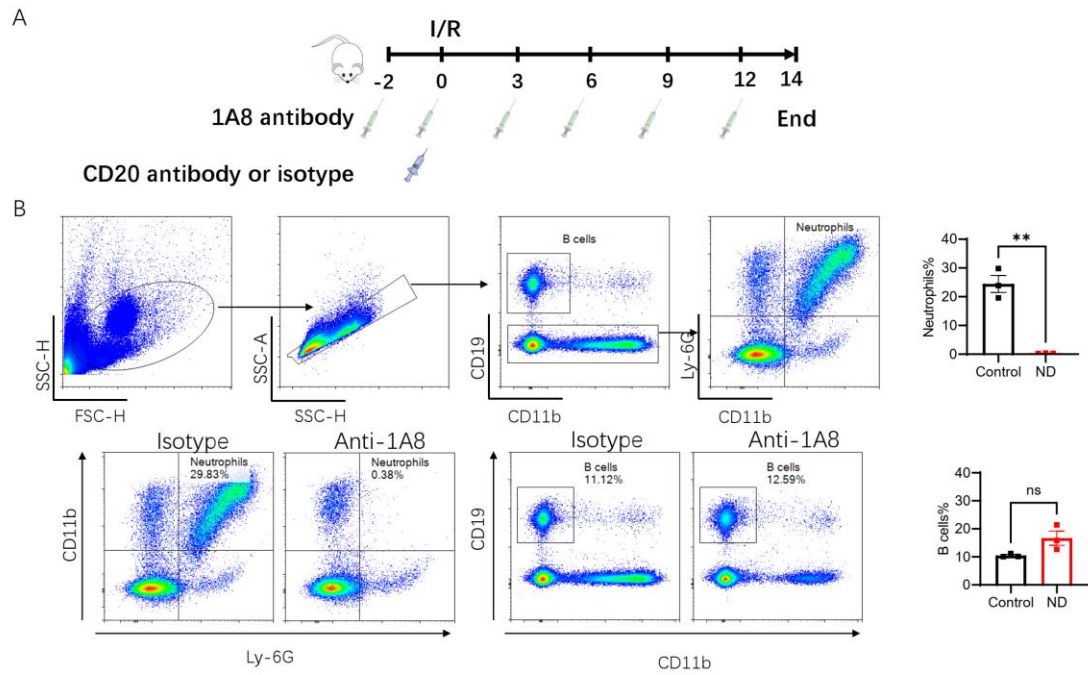 A
I/R
-2 0 3 6 9 12 14
1A8 antibody
End
CD20 antibody or isotype
B
SSC-H
FSC-H
SSC-A
SSC-H
B cells
CD19
CD11b
Neutrophils
Ly-6G
CD11b
Neutrophils%
40
30
20
10
0
**
Control ND
Isotype Anti-1A8
Neutrophils
29.83%
Neutrophils
0.38%
CD11b
Ly-6G
Isotype Anti-1A8
B cells
11.12%
B cells
12.59%
CD19
CD11b
B cells%
40
30
20
10
0
ns
Control ND